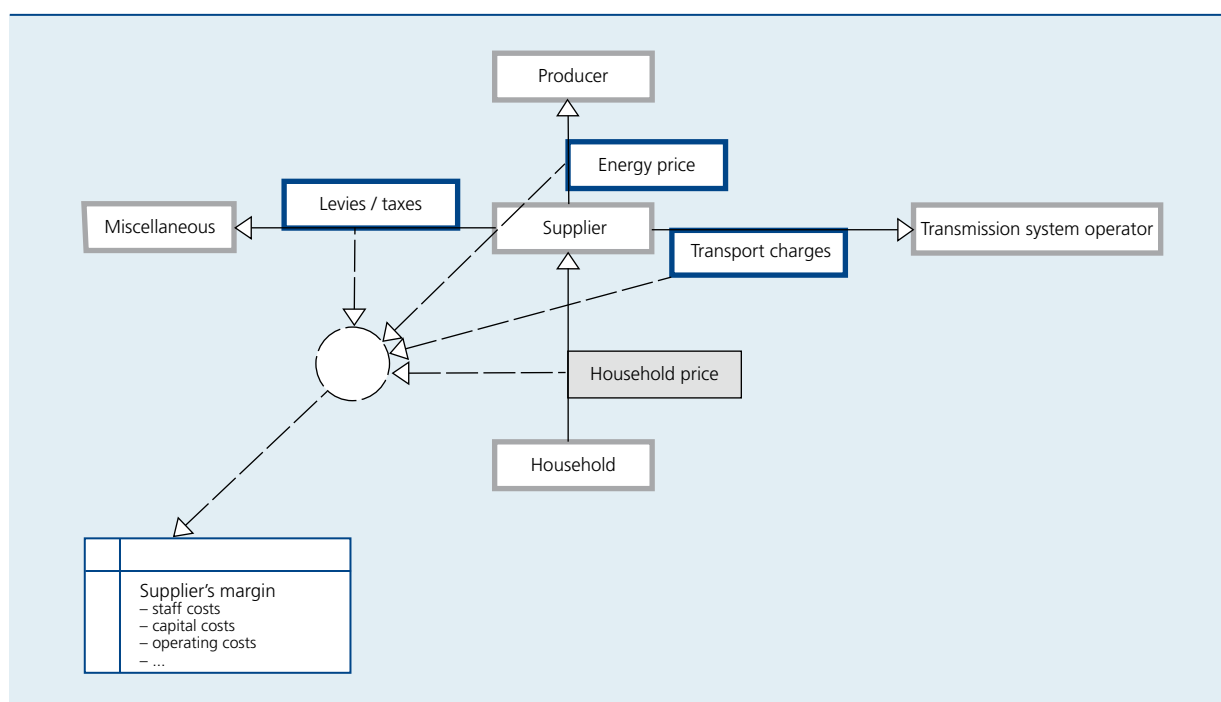 Producer
Energy price
Levies / taxes
Miscellaneous
Supplier
Transmission system operator
Transport charges
Household price
Household
Supplier’s margin
– staff costs
– capital costs
– operating costs
– ...